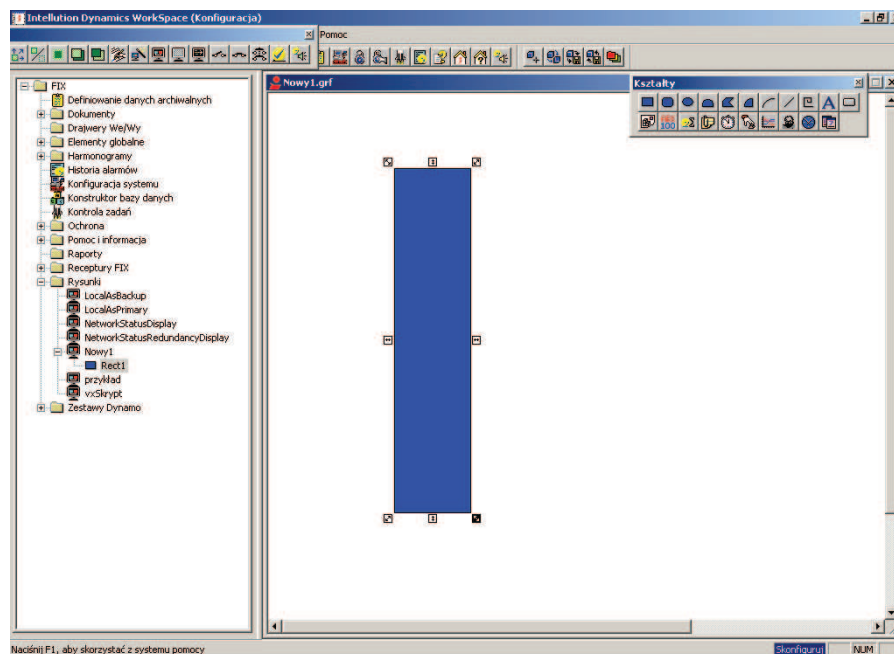 Intellution Dynamics WorkSpace (Konfiguracja)
Pomoc
FIX
Definiowanie danych archiwalnych
Dokumenty
Drajwery We/Wy
Elementy globalne
Harmonogramy
Historia alarmów
Konfiguracja systemu
Konstruktor bazy danych
Kontrola zadań
Ochrona
Pomoc i informacja
Raporty
Receptury FIX
Rysunki
LocalAsBackup
LocalAsPrimary
NetworkStatusDisplay
NetworkStatusRedundancyDisplay
Nowy1
Rect1
przykład
vxSkrypt
Zestawy Dynamo
Nowy1.grf
Kształty
A
100
Naciśnij F1, aby skorzystać z systemu pomocy
Skonfiguruj
NUM